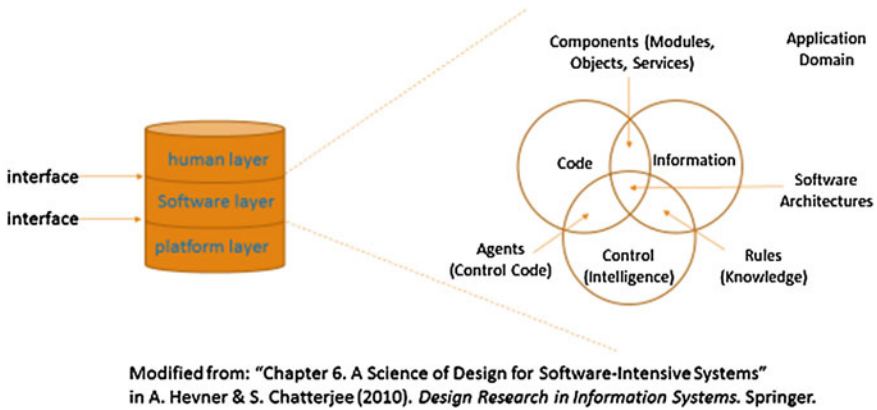 human layer
Software layer
platform layer
interface
interface
Components (Modules,
Objects, Services)
Application
Domain
Code
Information
Software
Architectures
Agents
(Control Code)
Control
(Intelligence)
Rules
(Knowledge)
Modified from: “Chapter 6. A Science of Design for Software-Intensive Systems”
in A. Hevner & S. Chatterjee (2010). Design Research in Information Systems. Springer.